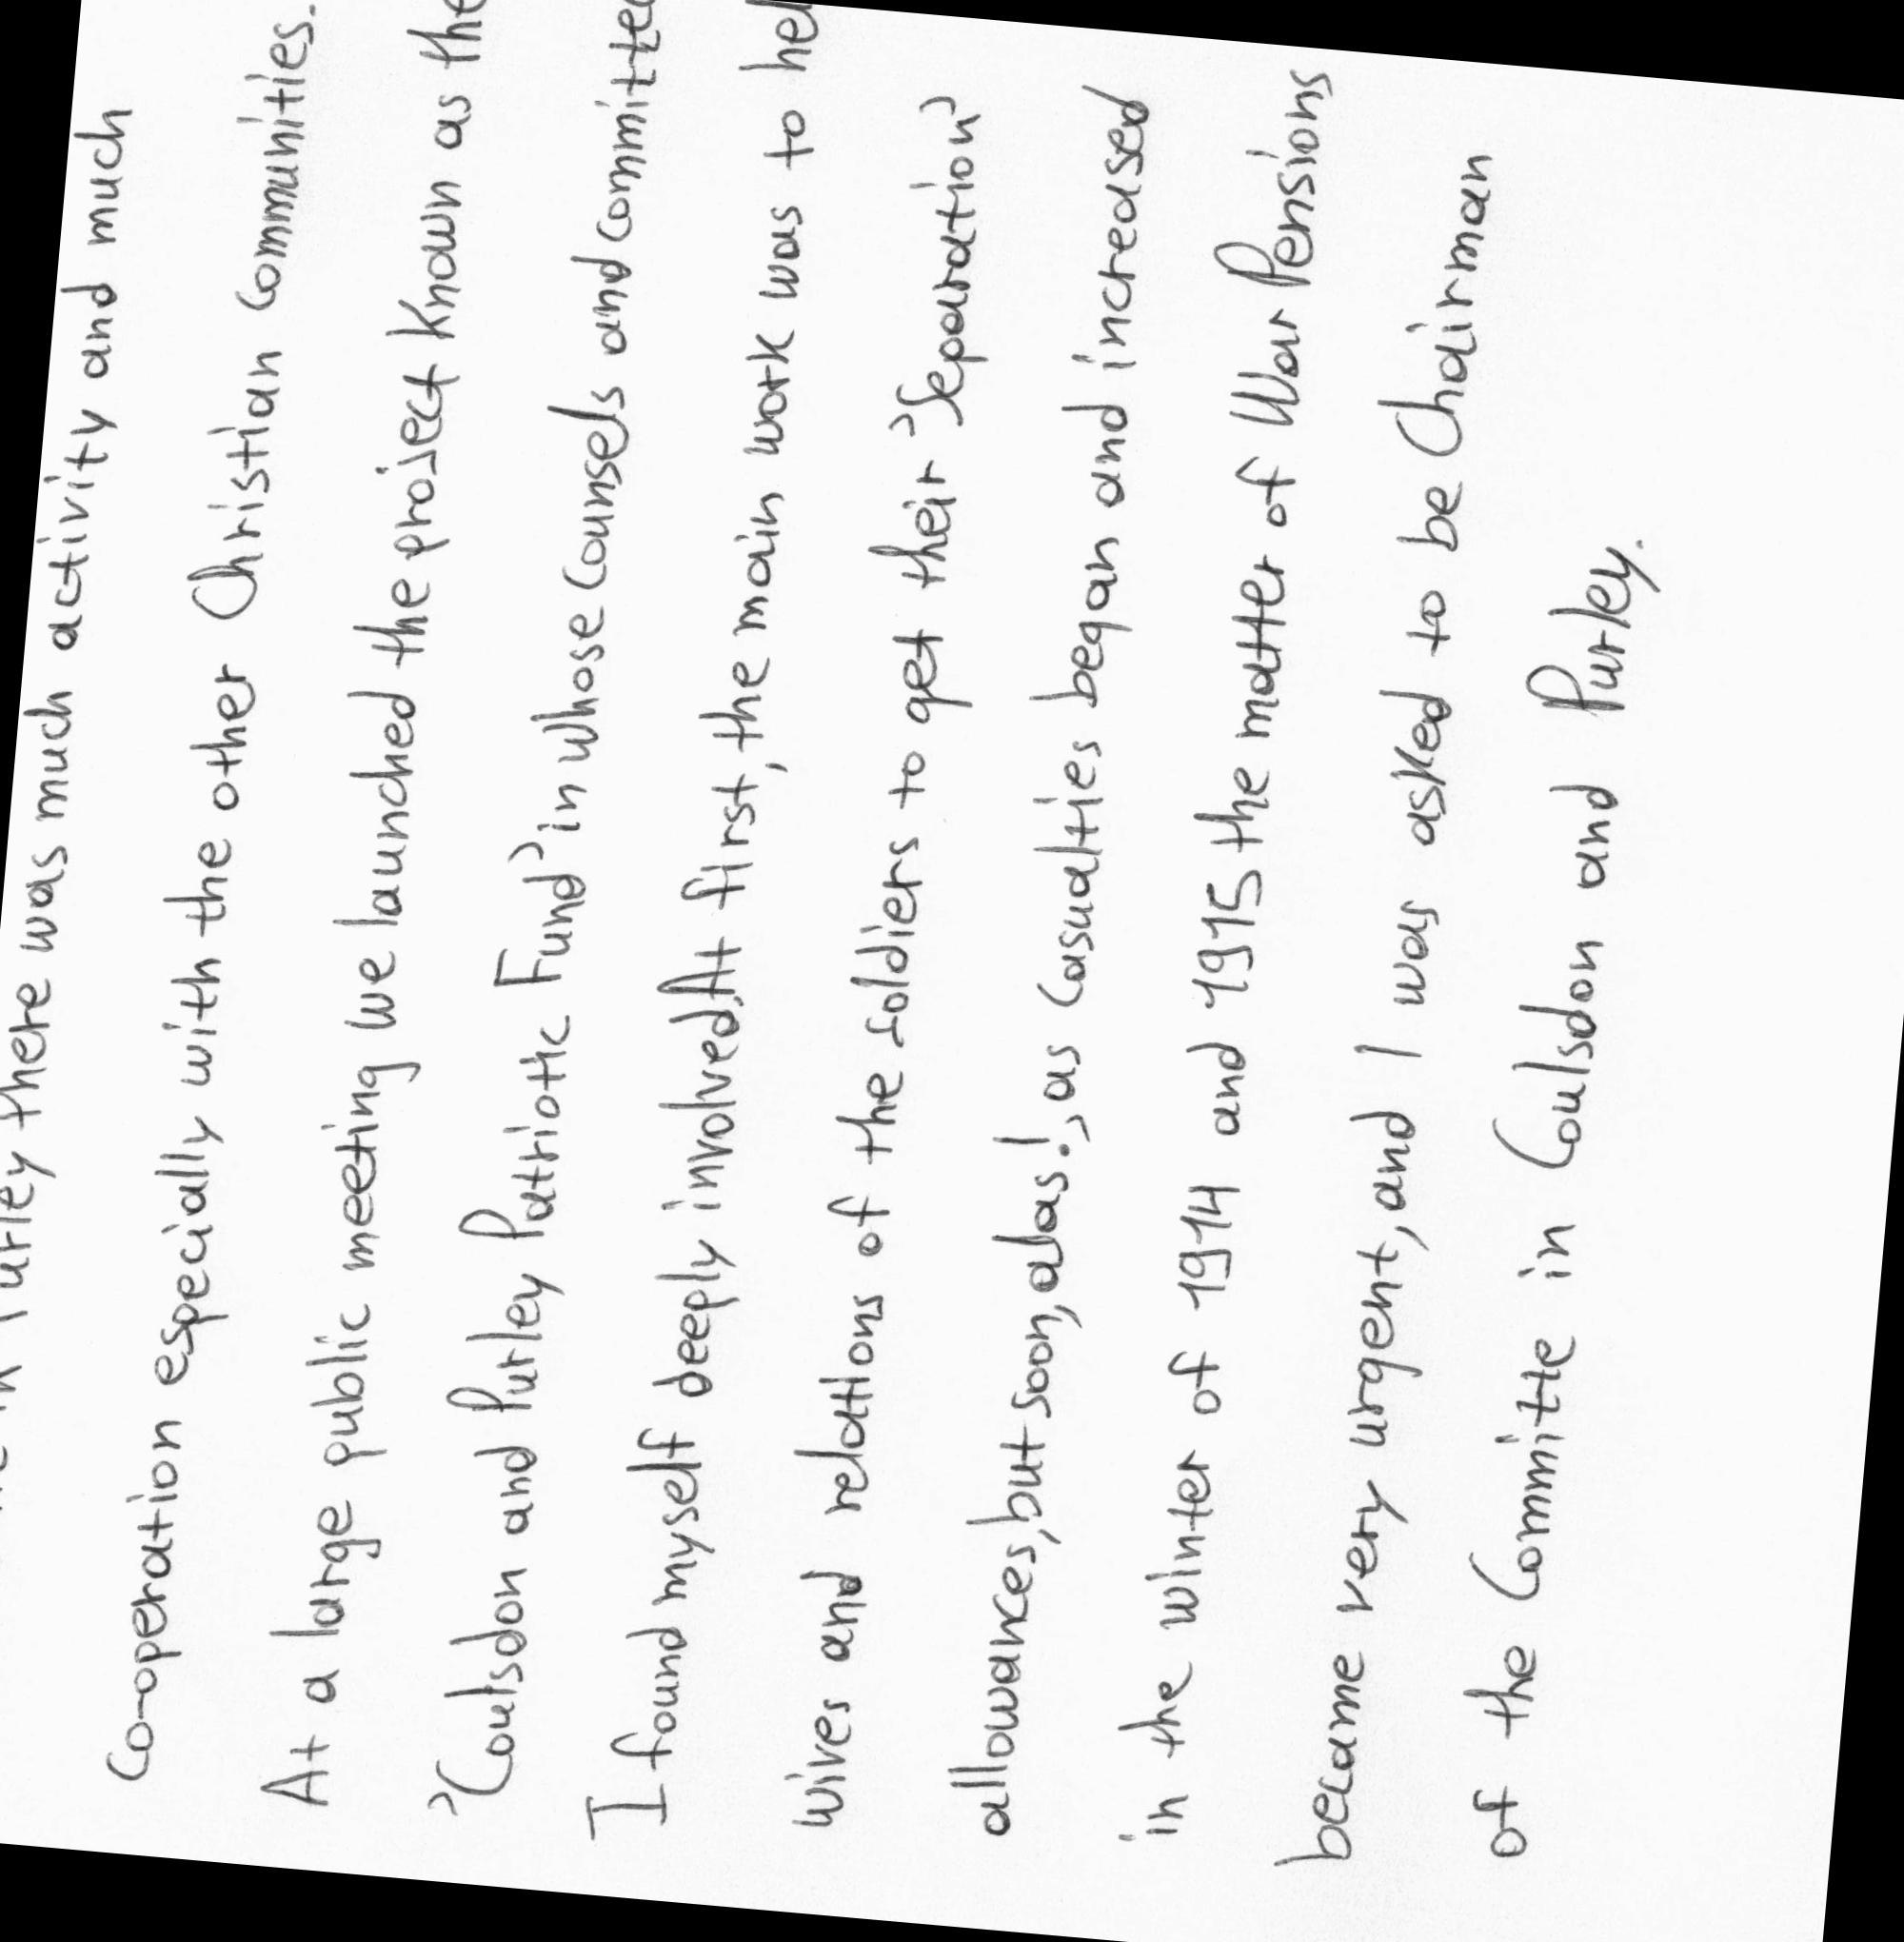 Purley there was much activity and much
Co-operation especially with the other Christian Communities.
At a large public meeting we launched the project known as the
'Coulsdon and Purley Patriotic Fund' in whose Counsels and committee
I found myself deeply involved. At first, the main work was to
wives and relations of the soldiers to get their 'Separation'
allowances, but soon, alas!, as Casualties began and increased
in the winter of 1914 and 1915 the matter of War Pensions
became very urgent, and I was asked to be Chairman
of the Committe in Coulsdon and Purley.